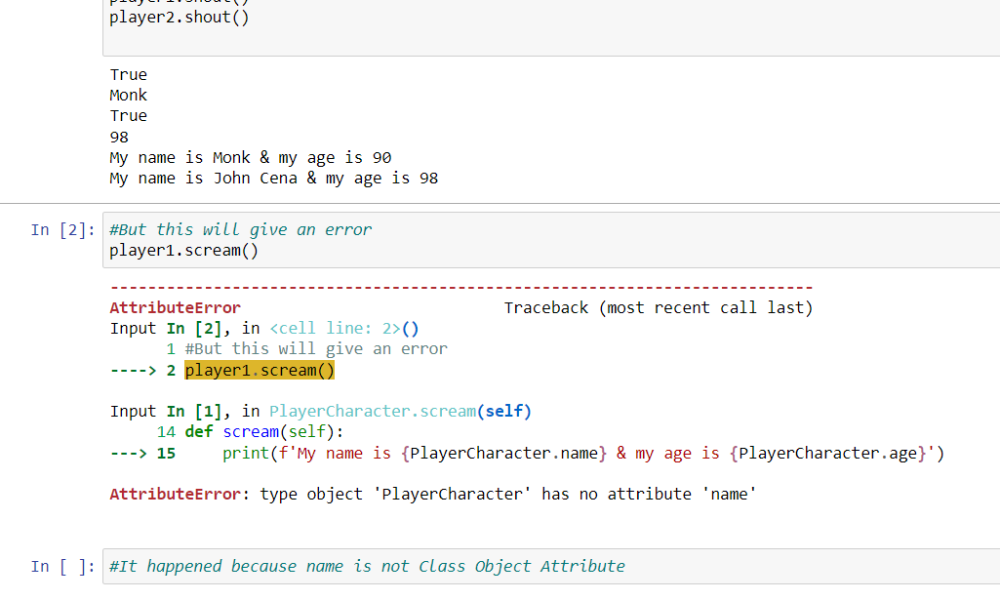 player1.shout()
player2.shout()
True
Monk
True
98
My name is Monk & my age is 90
My name is John Cena & my age is 98
In [2]: #But this will give an error
player1.scream()
---------------------------------------------------------------------------
AttributeError Traceback (most recent call last)
Input In [2], in <cell line: 2>()
1 #But this will give an error
----> 2 player1.scream()
Input In [1], in PlayerCharacter.scream(self)
14 def scream(self):
---> 15 print(f'My name is {PlayerCharacter.name} & my age is {PlayerCharacter.age}')
AttributeError: type object 'PlayerCharacter' has no attribute 'name'
In [ ]: #It happened because name is not Class Object Attribute